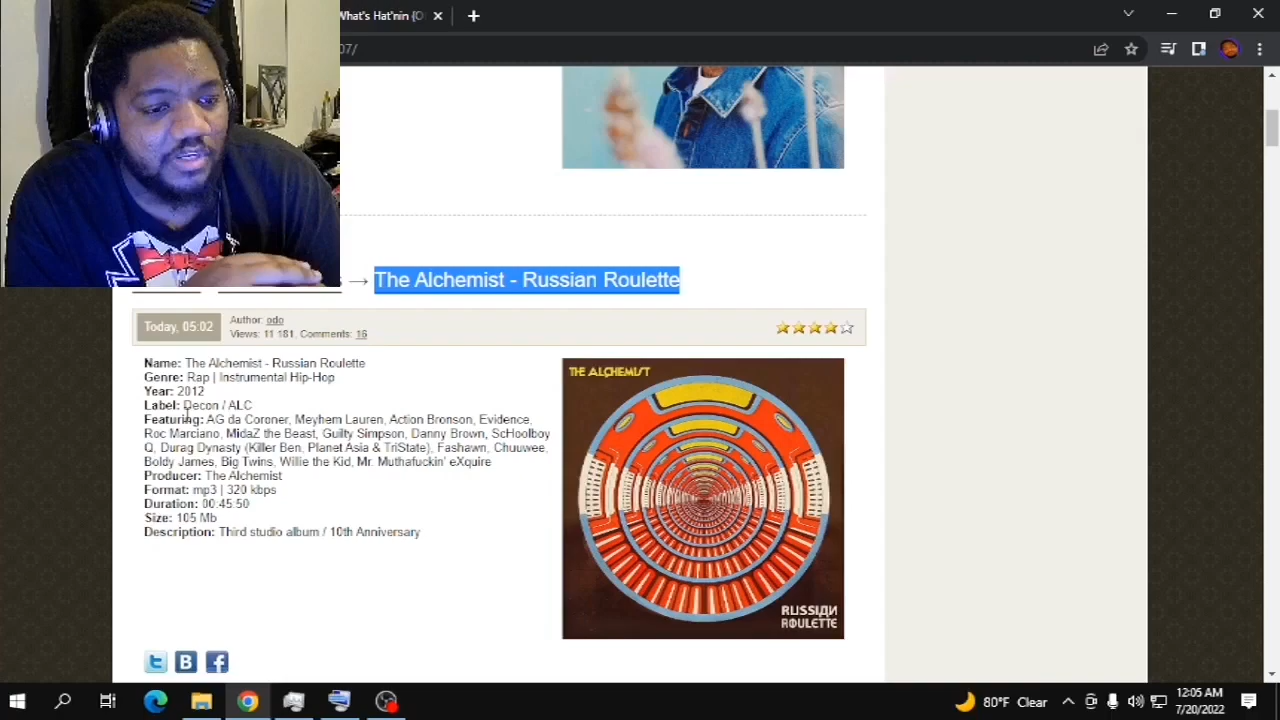 What's Hat'nin {O
07/
→ The Alchemist - Russian Roulette
Today, 05:02
Author: odo
Views: 11 161, Comments: 16
Name: The Alchemist - Russian Roulette
Genre: Rap | Instrumental Hip-Hop
Year: 2012
Label: Decon / ALC
Featuring: AG da Coroner, Meyhem Lauren, Action Bronson, Evidence,
Roc Marciano, MidaZ the Beast, Guilty Simpson, Danny Brown, ScHoolboy
Q, Durag Dynasty (Killer Ben, Planet Asia & TriState), Fashawn, Chuuwee,
Boldy James, Big Twins, Willie the Kid, Mr. Muthafuckin' eXquire
Producer: The Alchemist
Format: mp3 | 320 kbps
Duration: 00:45:50
Size: 105 Mb
Description: Third studio album / 10th Anniversary
THE ALCHEMIST
RUSSIAN
ROULETTE
80°F Clear
12:05 AM
7/20/2022